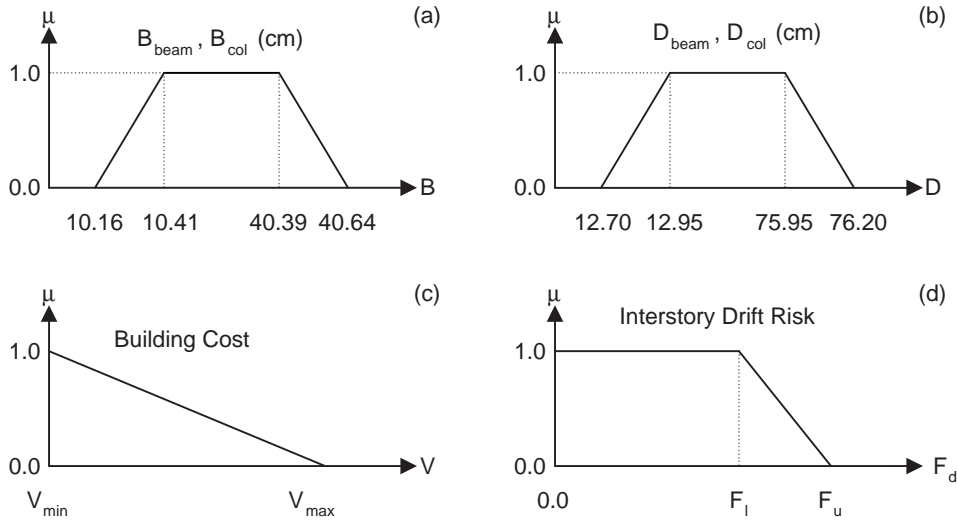 μ (a)
B_beam , B_col (cm)
1.0
0.0 B
10.16 10.41 40.39 40.64
μ (b)
D_beam , D_col (cm)
1.0
0.0 D
12.70 12.95 75.95 76.20
μ (c)
Building Cost
1.0
0.0 V
V_min V_max
μ (d)
Interstory Drift Risk
1.0
0.0 F_d
0.0 F_l F_u